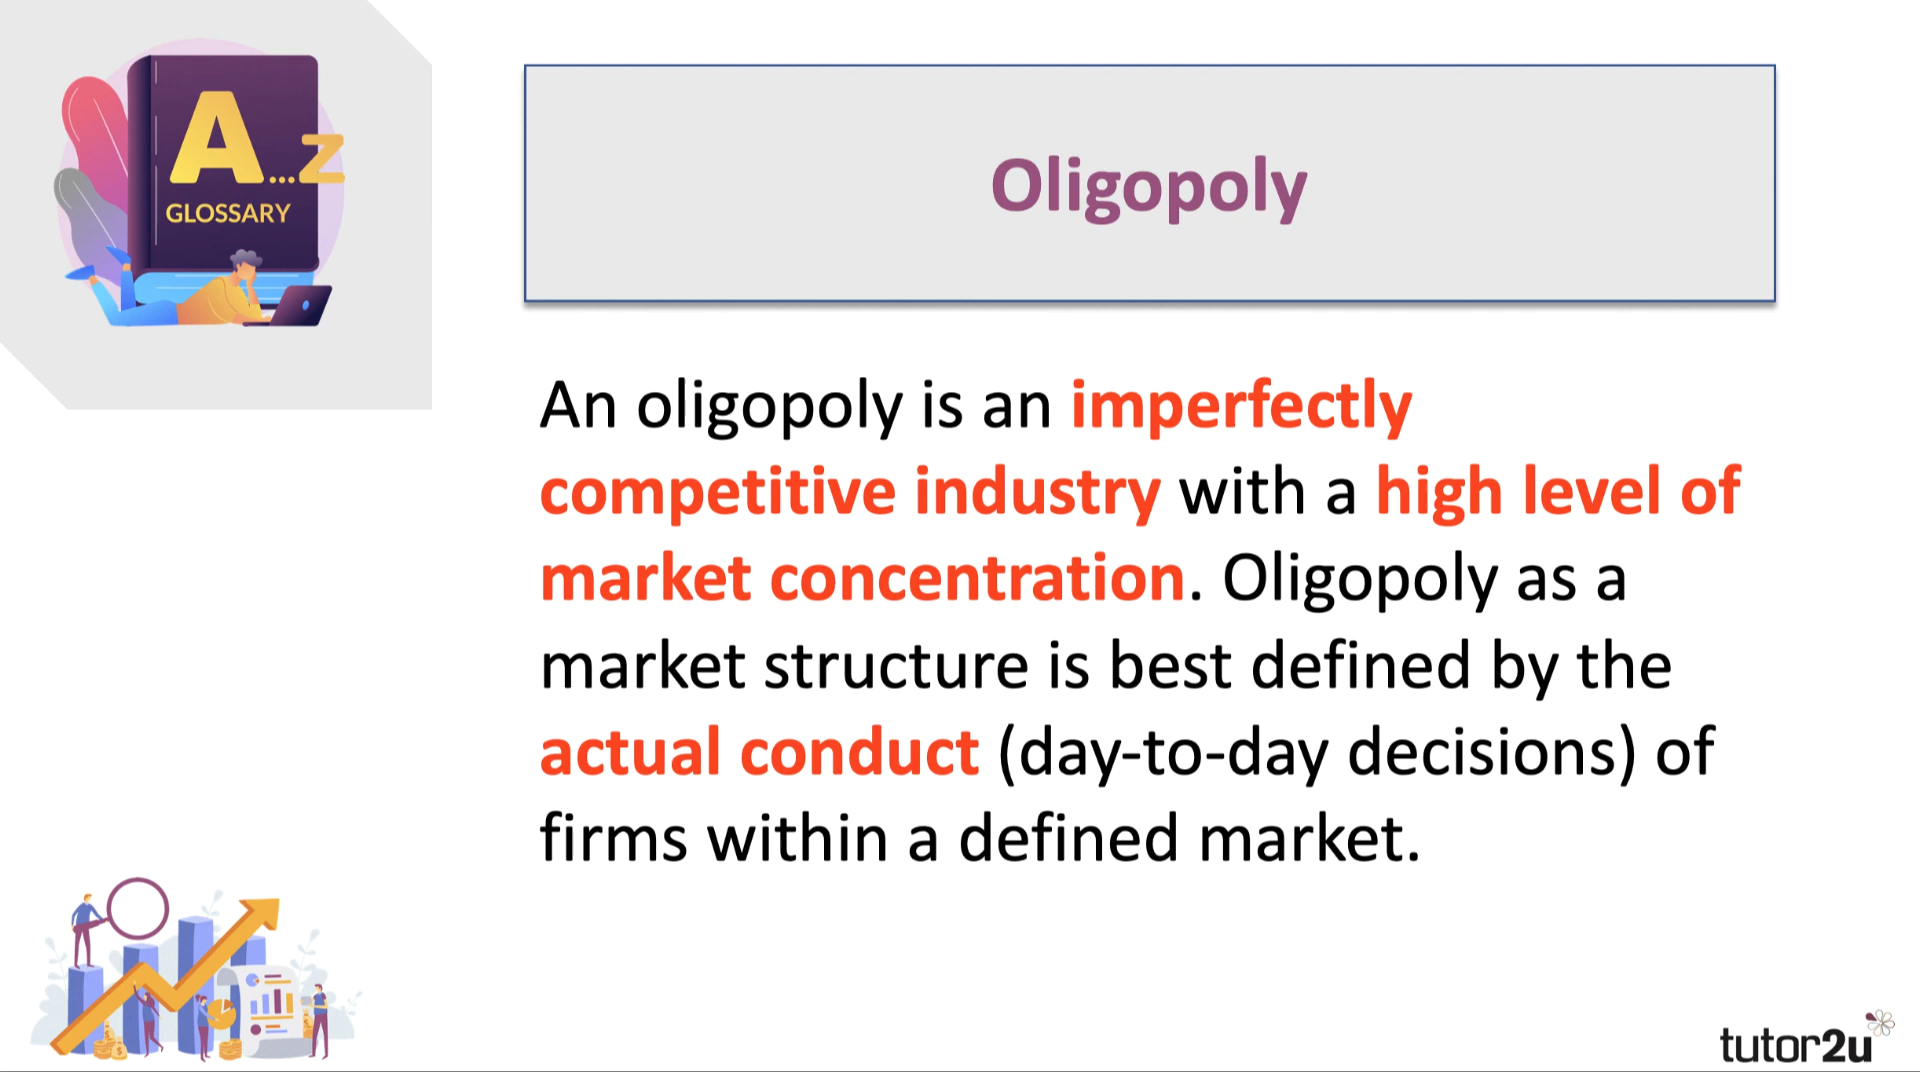 A...Z
GLOSSARY
Oligopoly
An oligopoly is an imperfectly
competitive industry with a high level of
market concentration. Oligopoly as a
market structure is best defined by the
actual conduct (day-to-day decisions) of
firms within a defined market.
tutor2u